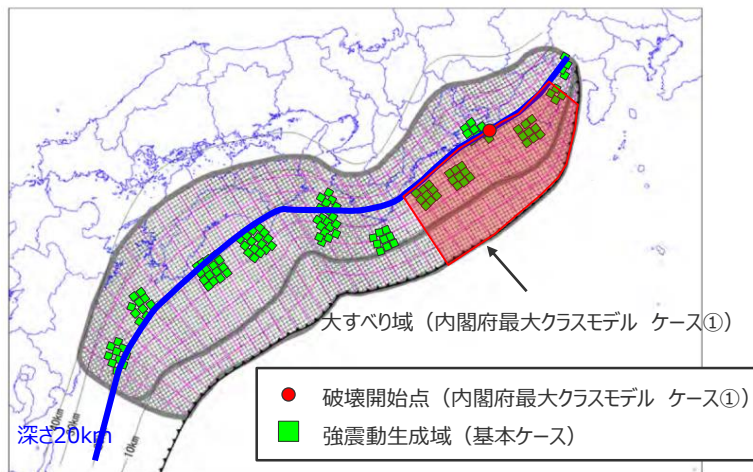 大すべり域（内閣府最大クラスモデル　ケース①）
破壊開始点（内閣府最大クラスモデル　ケース①）
強震動生成域（基本ケース）
深さ20km
10km